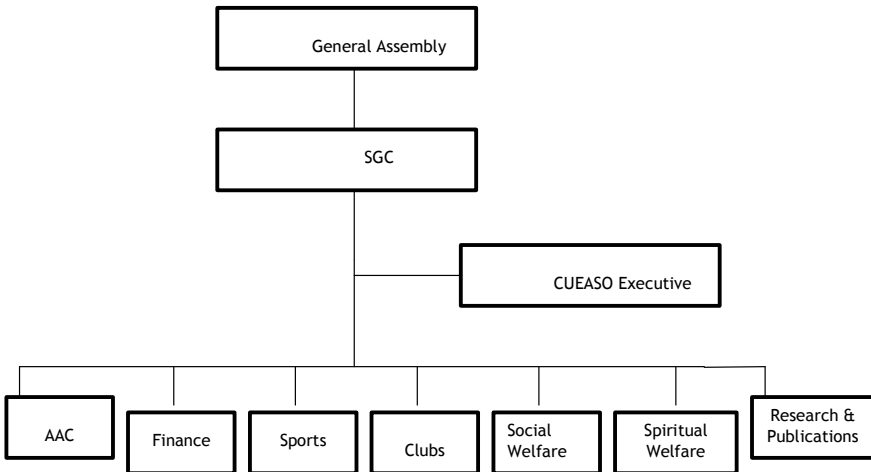 General Assembly
SGC
CUEASO Executive
AAC
Finance
Sports
Clubs
Social
Welfare
Spiritual
Welfare
Research &
Publications